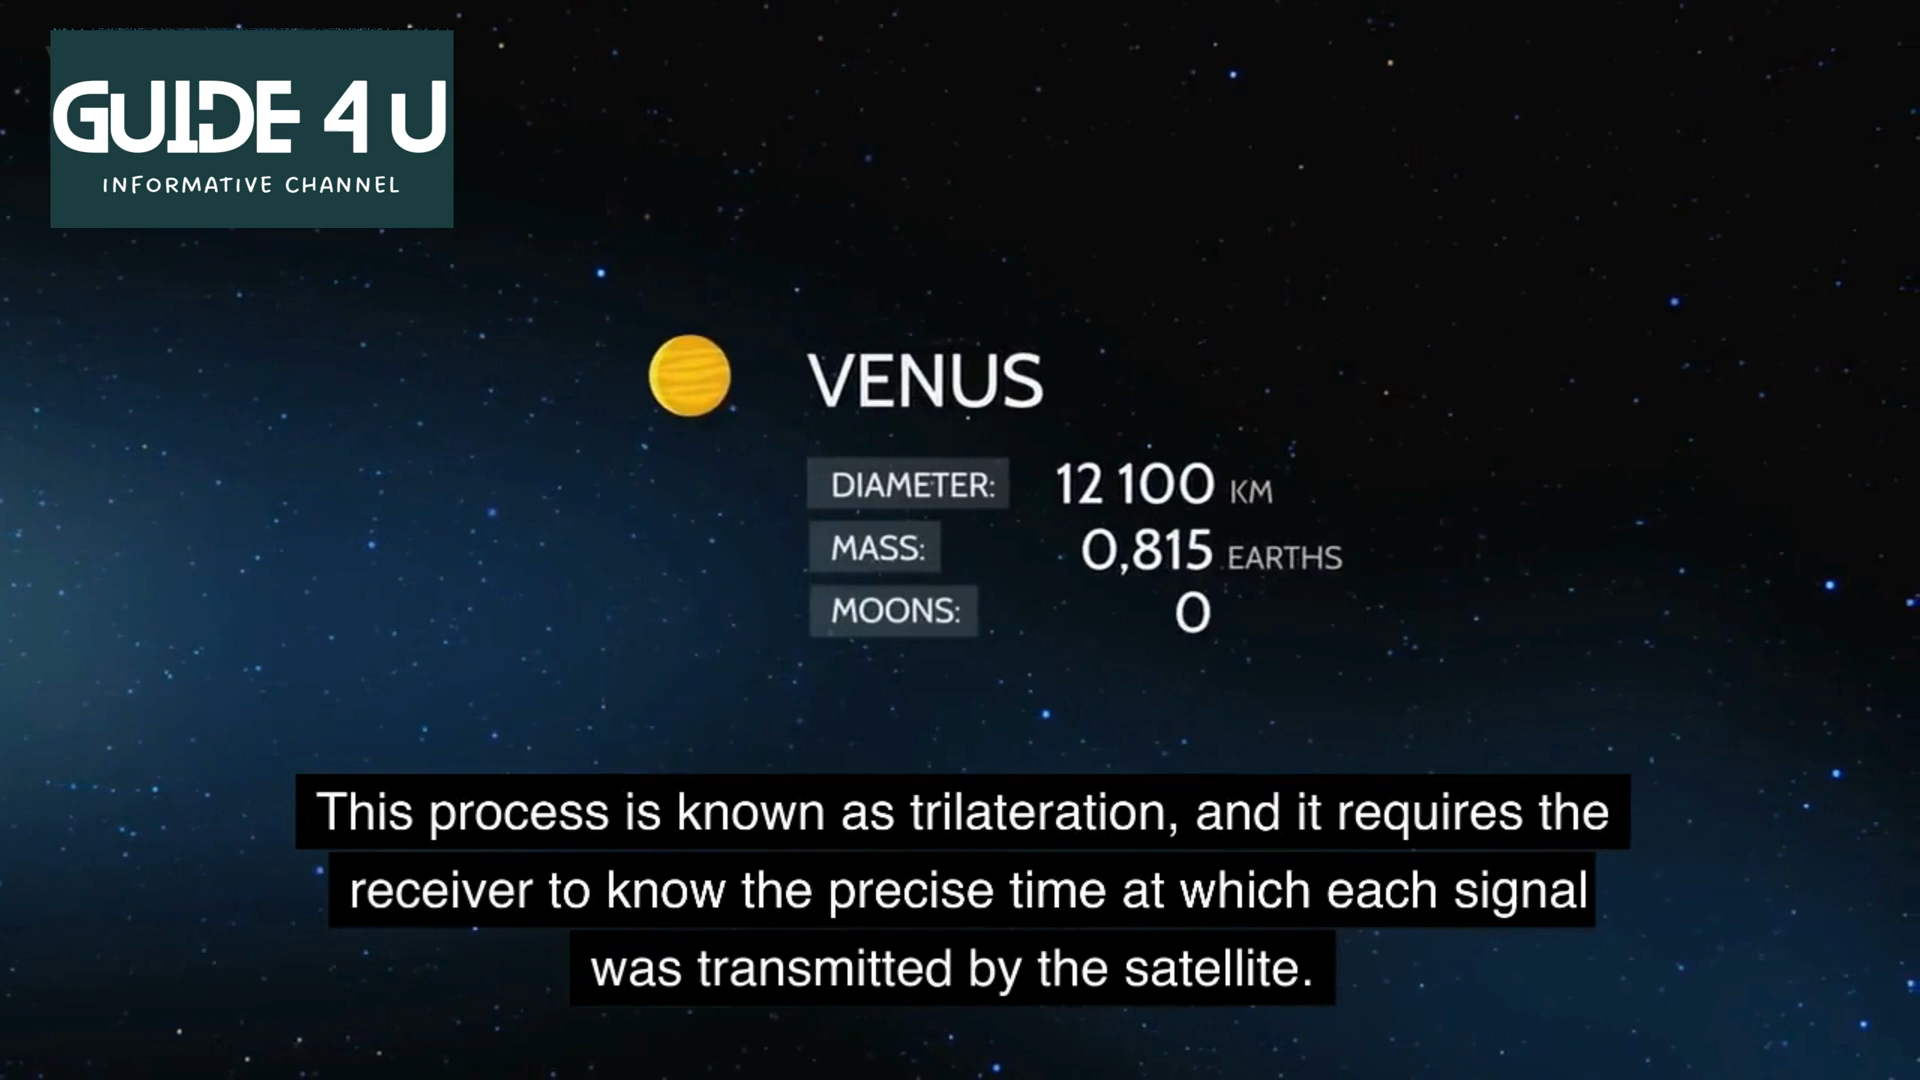 GUIDE 4 U
INFORMATIVE CHANNEL
VENUS
DIAMETER: 12 100 KM
MASS: 0,815 EARTHS
MOONS: 0
This process is known as trilateration, and it requires the
receiver to know the precise time at which each signal
was transmitted by the satellite.